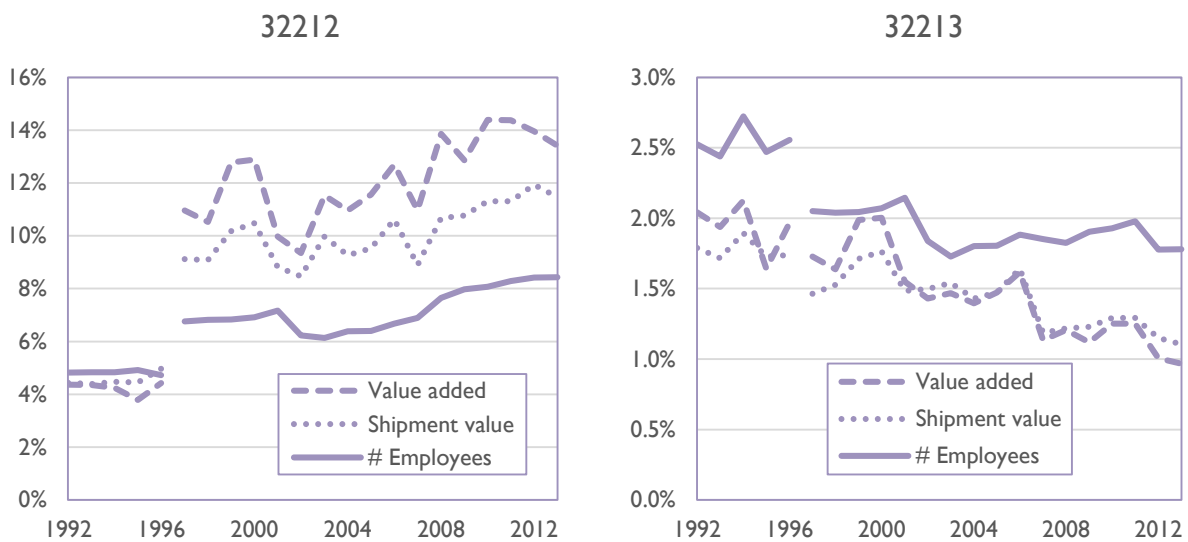 32212
16%
14%
12%
10%
8%
6%
4%
2%
0%
Value added
Shipment value
# Employees
1992 1996 2000 2004 2008 2012
32213
3.0%
2.5%
2.0%
1.5%
1.0%
0.5%
0.0%
Value added
Shipment value
# Employees
1992 1996 2000 2004 2008 2012